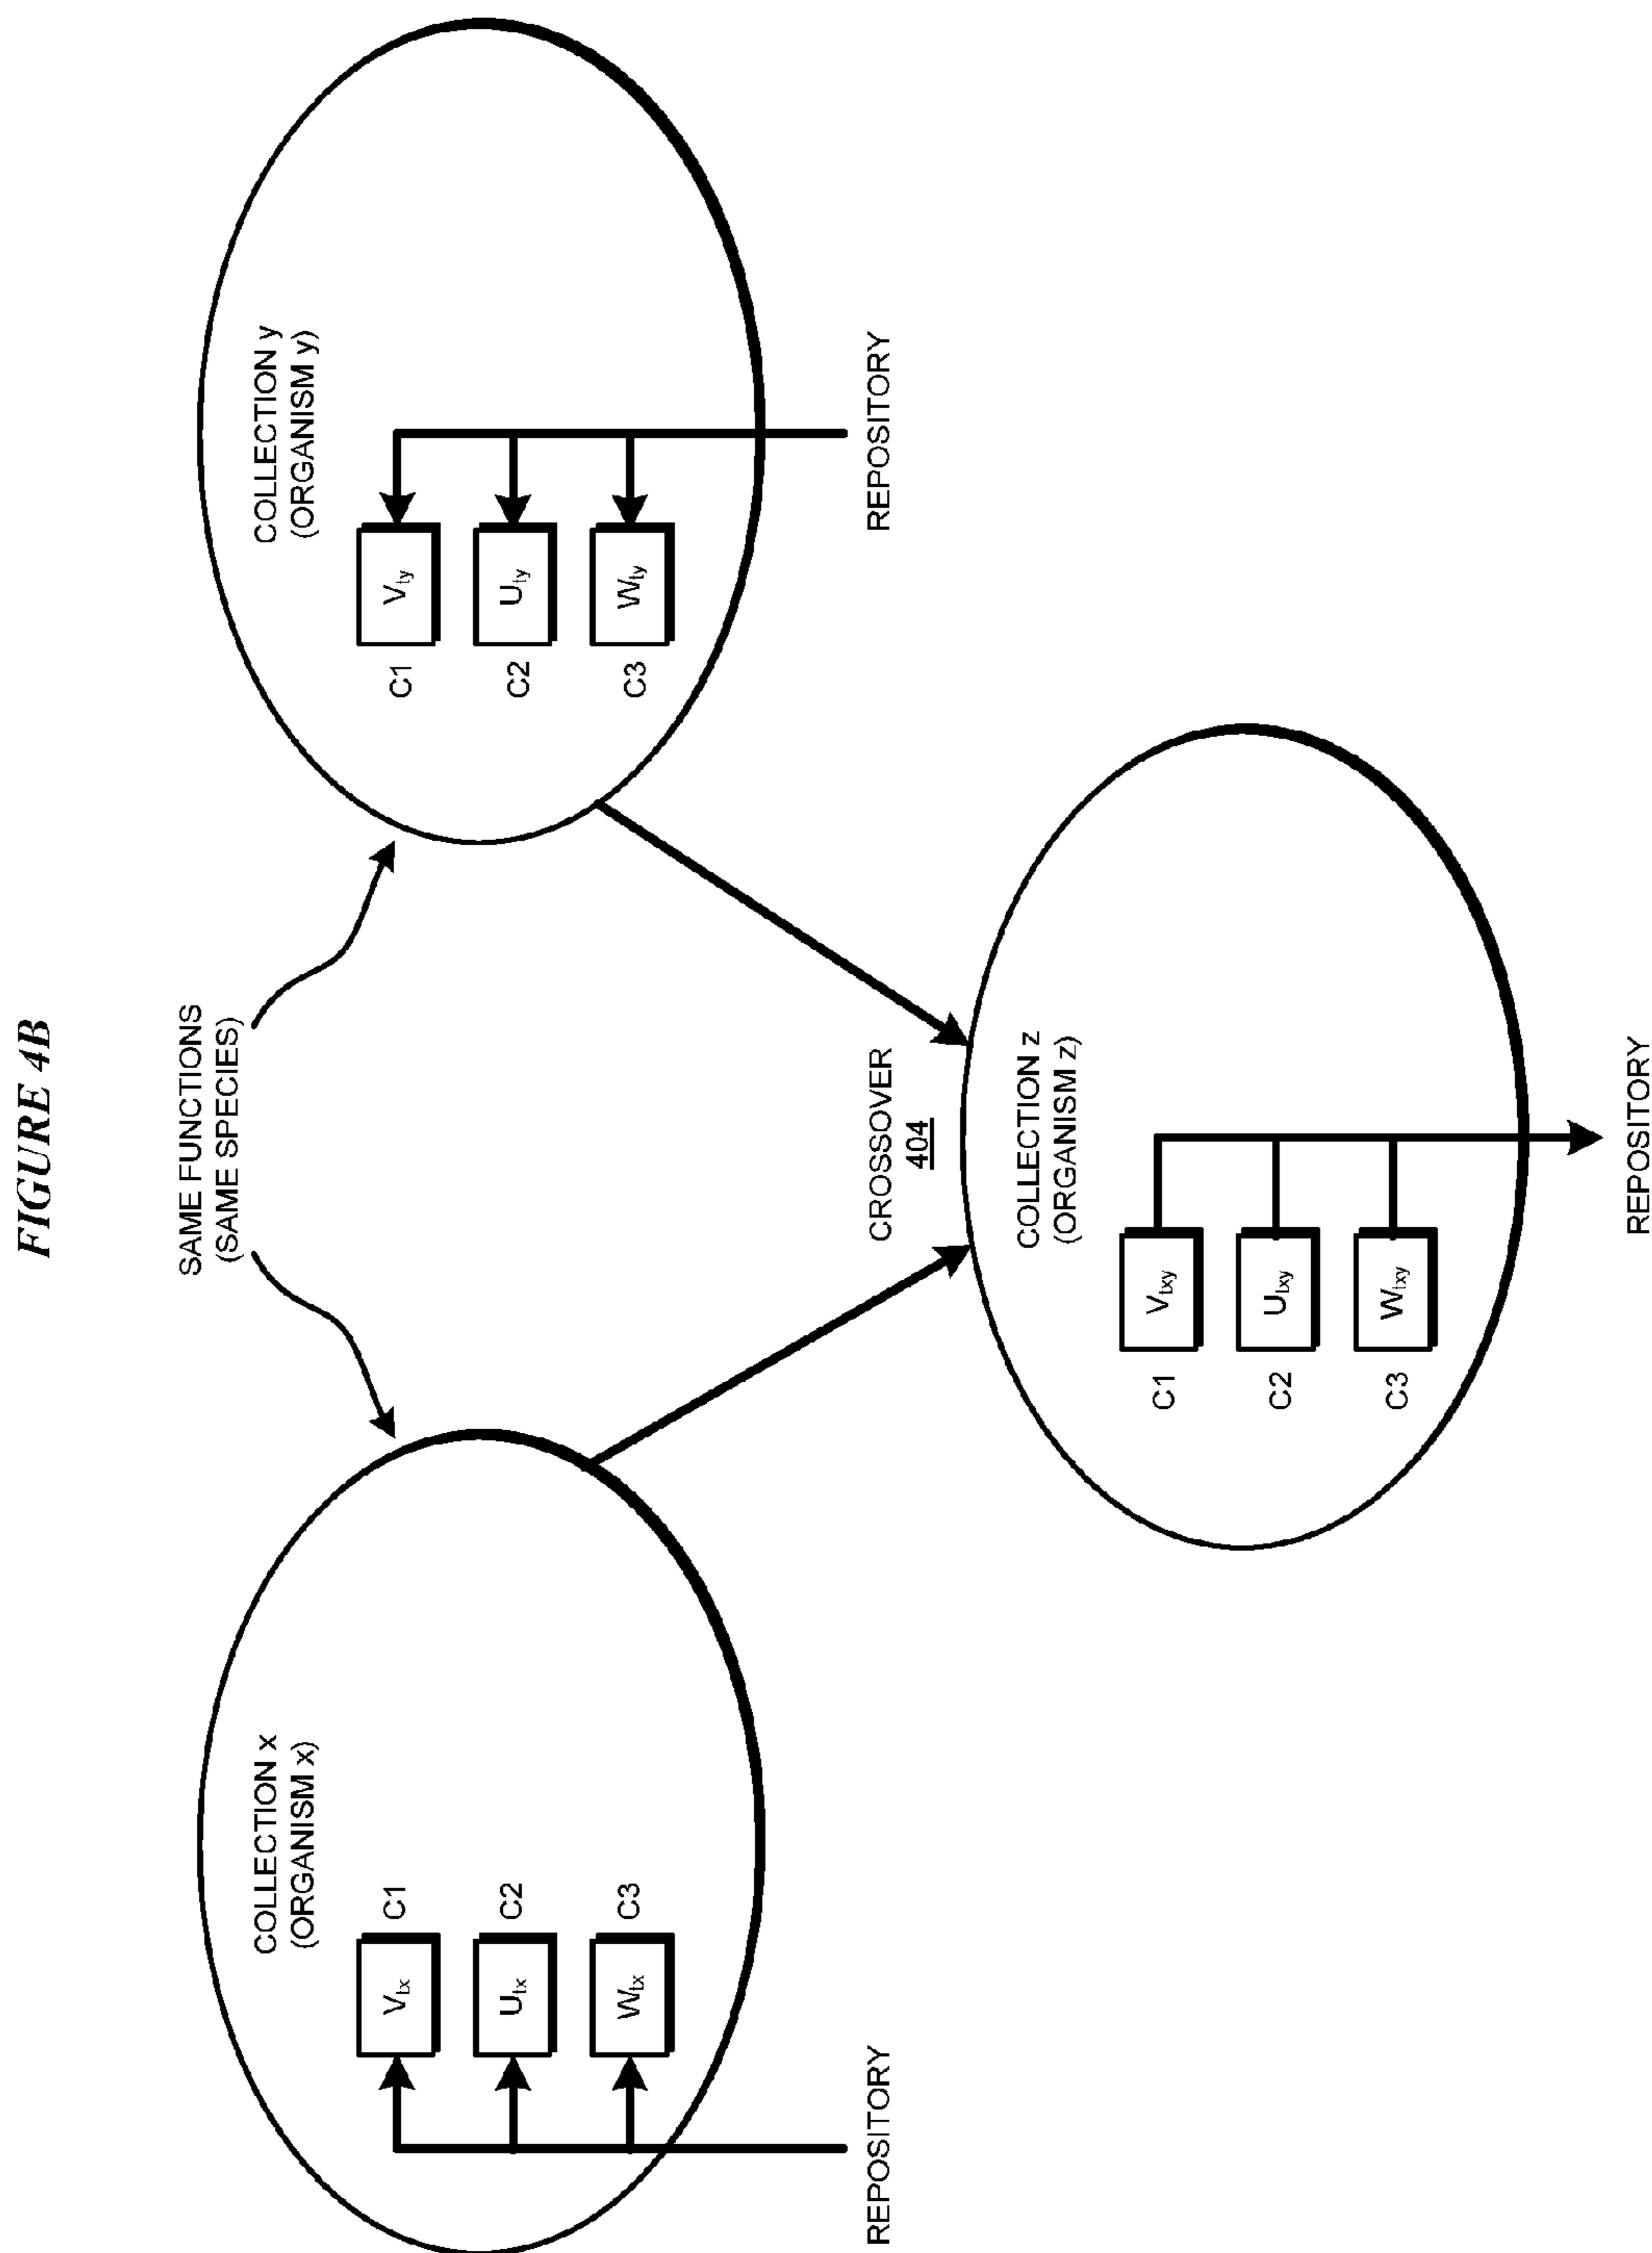 FIGURE 4B
SAME FUNCTIONS
(SAME SPECIES)
COLLECTION x
(ORGANISM x)
Vtx
C1
Utx
C2
Wtx
C3
REPOSITORY
COLLECTION y
(ORGANISM y)
C1
Vty
C2
Uty
C3
Wty
REPOSITORY
CROSSOVER
404
COLLECTION z
(ORGANISM z)
C1
Vtxy
C2
Utxy
C3
Wtxy
REPOSITORY